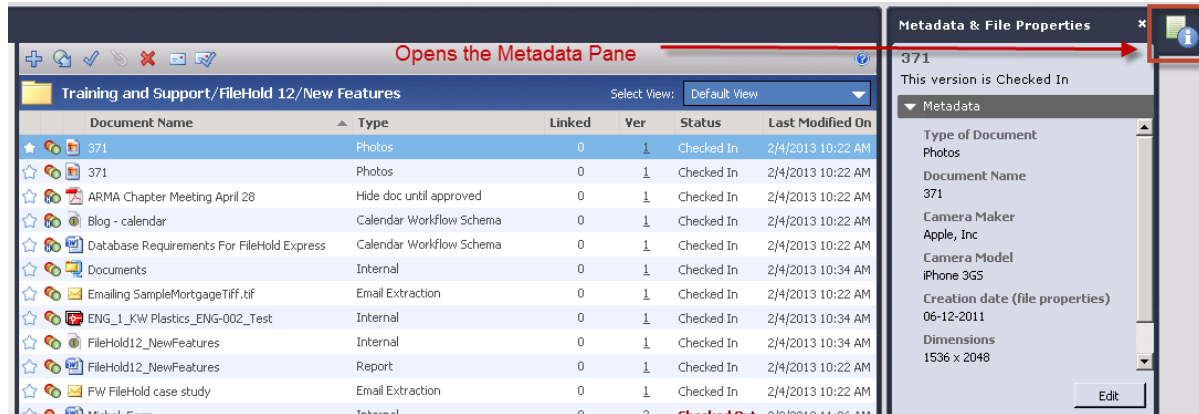 Metadata & File Properties
Opens the Metadata Pane
371
This version is Checked In
Training and Support/FileHold 12/New Features Select View: Default View
Metadata
Document Name Type Linked Ver Status Last Modified On
371 Photos 0 1 Checked In 2/4/2013 10:22 AM
371 Photos 0 1 Checked In 2/4/2013 10:22 AM
ARMA Chapter Meeting April 28 Hide doc until approved 0 1 Checked In 2/4/2013 10:22 AM
Blog - calendar Calendar Workflow Schema 0 1 Checked In 2/4/2013 10:22 AM
Database Requirements For FileHold Express Calendar Workflow Schema 0 1 Checked In 2/4/2013 10:22 AM
Documents Internal 0 1 Checked In 2/4/2013 10:34 AM
Emailing SampleMortgageTiff.tif Email Extraction 0 1 Checked In 2/4/2013 10:22 AM
ENG_1_KW Plastics_ENG-002_Test Internal 0 1 Checked In 2/4/2013 10:34 AM
FileHold12_NewFeatures Internal 0 1 Checked In 2/4/2013 10:34 AM
FileHold12_NewFeatures Report 0 1 Checked In 2/4/2013 10:22 AM
FW FileHold case study Email Extraction 0 1 Checked In 2/4/2013 10:22 AM
Type of Document
Photos
Document Name
371
Camera Maker
Apple, Inc
Camera Model
iPhone 3GS
Creation date (file properties)
06-12-2011
Dimensions
1536 x 2048
Edit